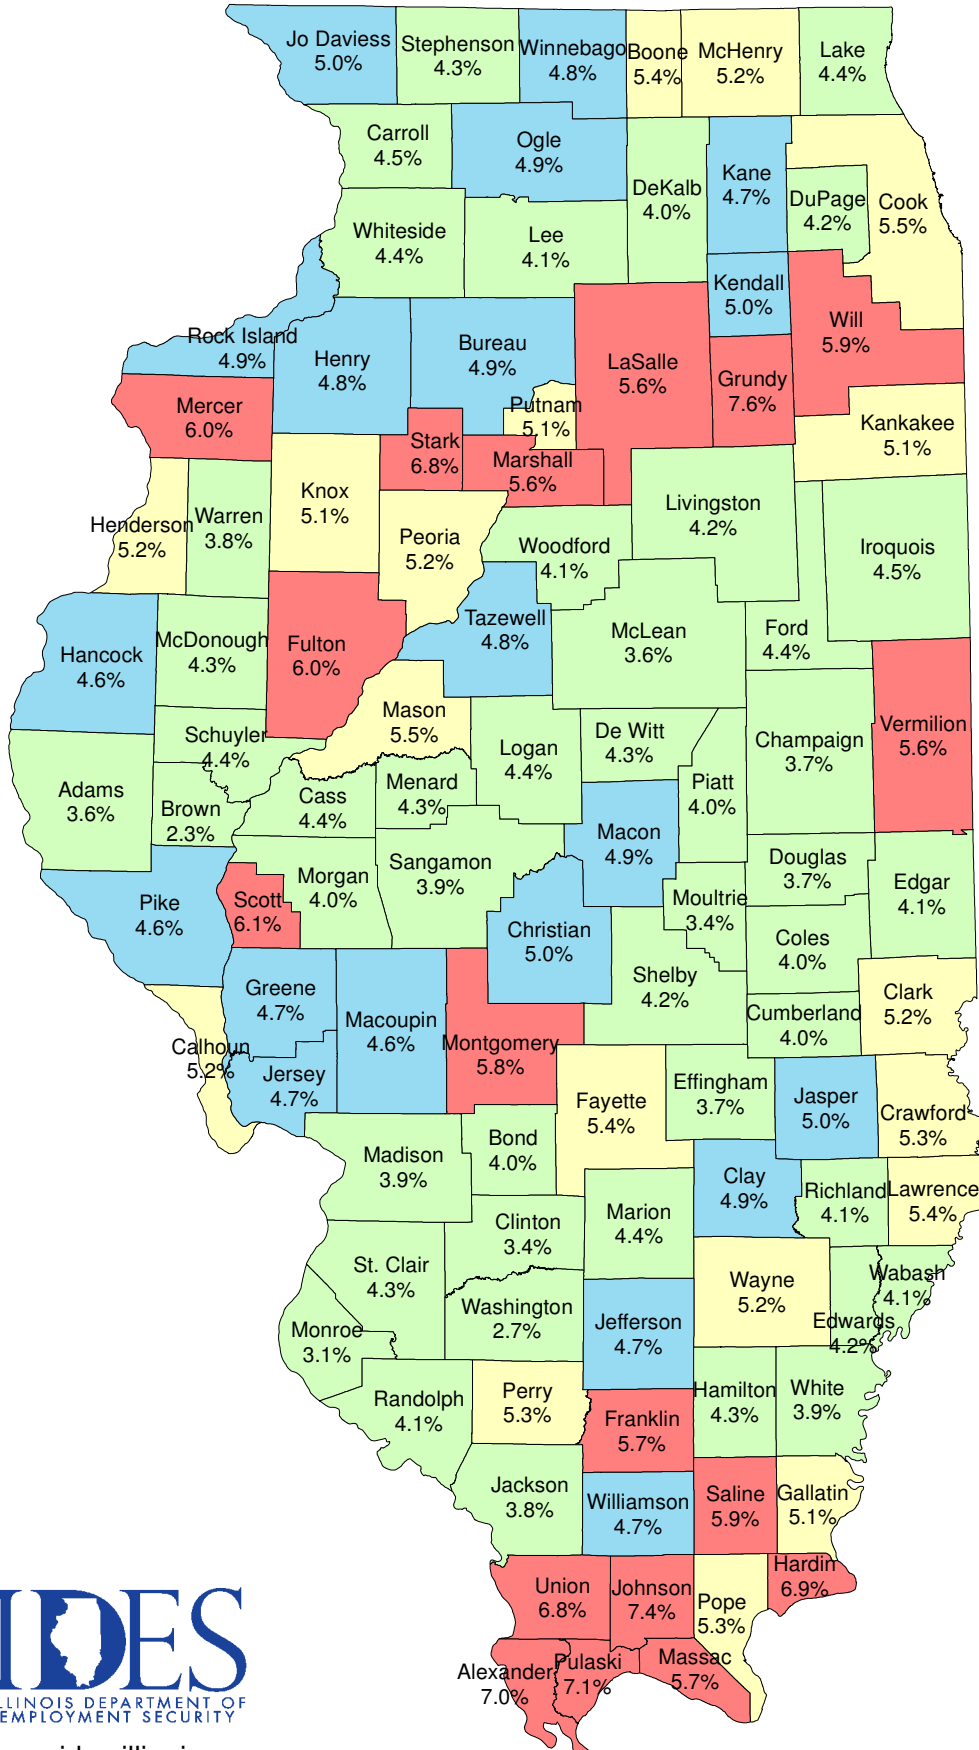 Jo Daviess
5.0%
Stephenson
4.3%
Winnebago
4.8%
Boone
5.4%
McHenry
5.2%
Lake
4.4%
Carroll
4.5%
Ogle
4.9%
DeKalb
4.0%
Kane
4.7%
DuPage
4.2%
Cook
5.5%
Whiteside
4.4%
Lee
4.1%
Kendall
5.0%
Will
5.9%
Rock Island
4.9%
Henry
4.8%
Bureau
4.9%
LaSalle
5.6%
Grundy
7.6%
Mercer
6.0%
Putnam
5.1%
Kankakee
5.1%
Stark
6.8%
Marshall
5.6%
Henderson
5.2%
Warren
3.8%
Knox
5.1%
Peoria
5.2%
Woodford
4.1%
Livingston
4.2%
Iroquois
4.5%
Hancock
4.6%
McDonough
4.3%
Fulton
6.0%
Tazewell
4.8%
McLean
3.6%
Ford
4.4%
Vermilion
5.6%
Mason
5.5%
Schuyler
4.4%
Logan
4.4%
De Witt
4.3%
Champaign
3.7%
Adams
3.6%
Brown
2.3%
Cass
4.4%
Menard
4.3%
Piatt
4.0%
Macon
4.9%
Douglas
3.7%
Edgar
4.1%
Pike
4.6%
Scott
6.1%
Morgan
4.0%
Sangamon
3.9%
Christian
5.0%
Moultrie
3.4%
Coles
4.0%
Shelby
4.2%
Greene
4.7%
Macoupin
4.6%
Montgomery
5.8%
Cumberland
4.0%
Clark
5.2%
Calhoun
5.2%
Jersey
4.7%
Fayette
5.4%
Effingham
3.7%
Jasper
5.0%
Crawford
5.3%
Madison
3.9%
Bond
4.0%
Clay
4.9%
Richland
4.1%
Lawrence
5.4%
Marion
4.4%
Clinton
3.4%
St. Clair
4.3%
Wayne
5.2%
Wabash
4.1%
Edwards
4.2%
Monroe
3.1%
Washington
2.7%
Jefferson
4.7%
Randolph
4.1%
Perry
5.3%
Franklin
5.7%
Hamilton
4.3%
White
3.9%
Jackson
3.8%
Williamson
4.7%
Saline
5.9%
Gallatin
5.1%
Union
6.8%
Johnson
7.4%
Pope
5.3%
Hardin
6.9%
Alexander
7.0%
Pulaski
7.1%
Massac
5.7%
IDES
ILLINOIS DEPARTMENT OF
EMPLOYMENT SECURITY